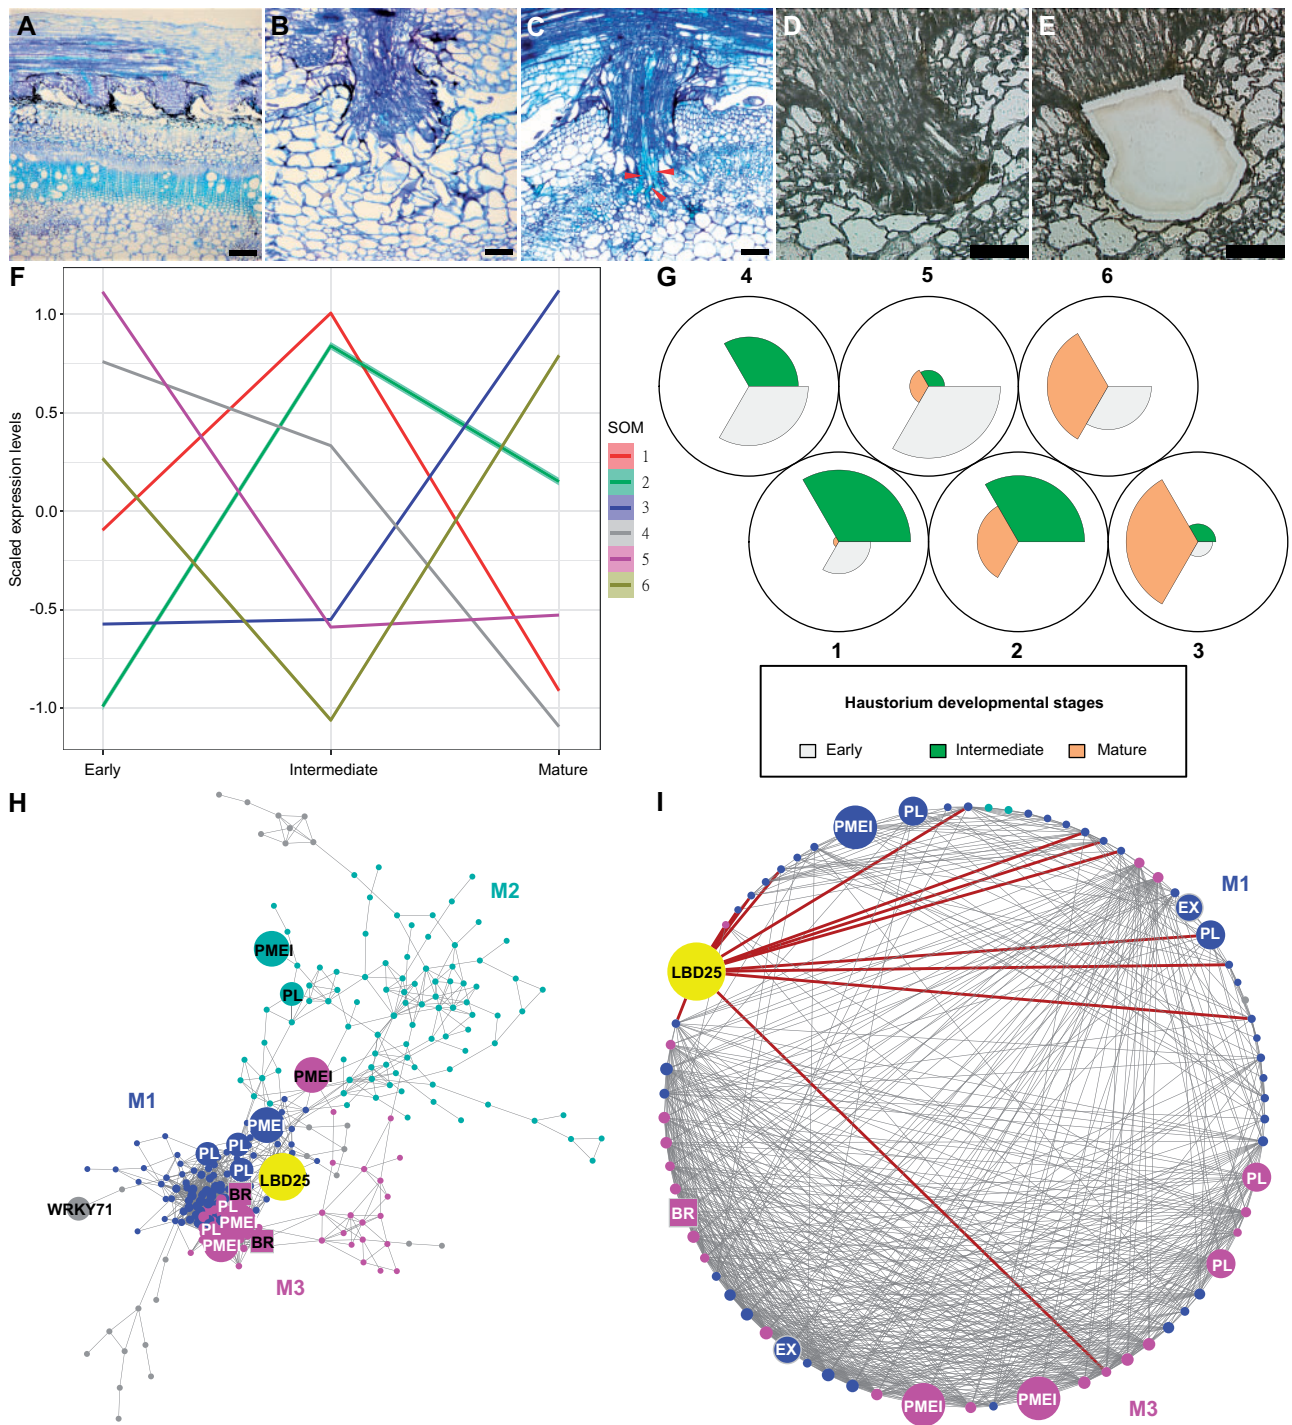 A
B
C
D
E
F
1.0
0.5
0.0
-0.5
-1.0
Scaled expression levels
Early
Intermediate
Mature
SOM
1
2
3
4
5
6
G
4
5
6
1
2
3
Haustorium developmental stages
Early
Intermediate
Mature
H
M2
PMEI
PL
PMEI
M1
PMEI
PL
PL
PL
LBD25
BR
WRKY71
PL
PMEI
PL
BR
PMEI
M3
I
PL
PMEI
M1
EX
PL
LBD25
PL
BR
PL
EX
PMEI
PMEI
M3